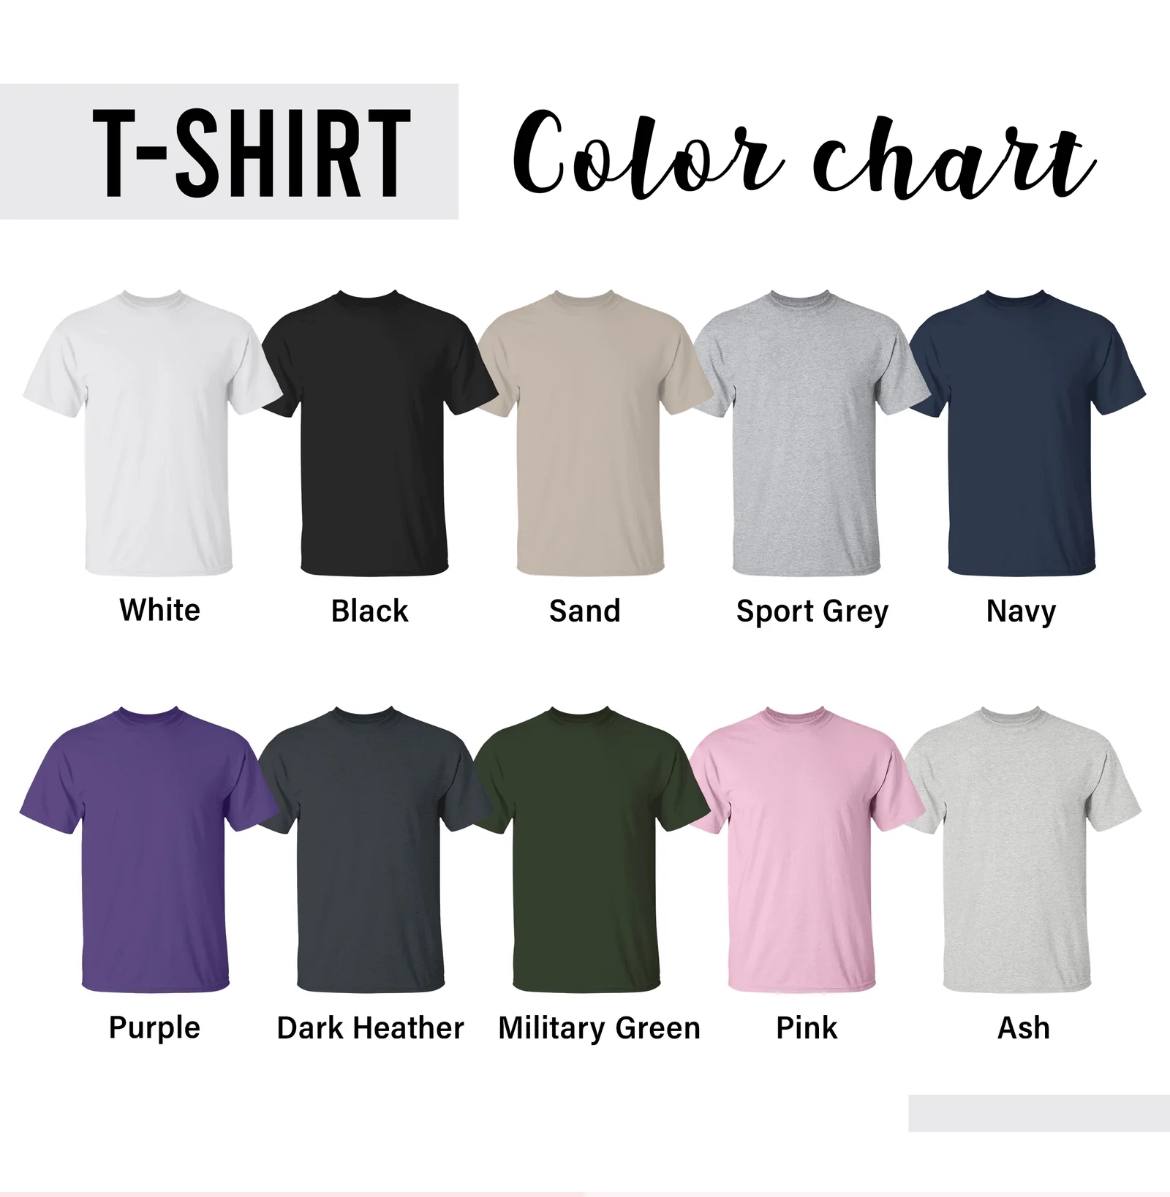 T-SHIRT Color chart
White Black Sand Sport Grey Navy
Purple Dark Heather Military Green Pink Ash